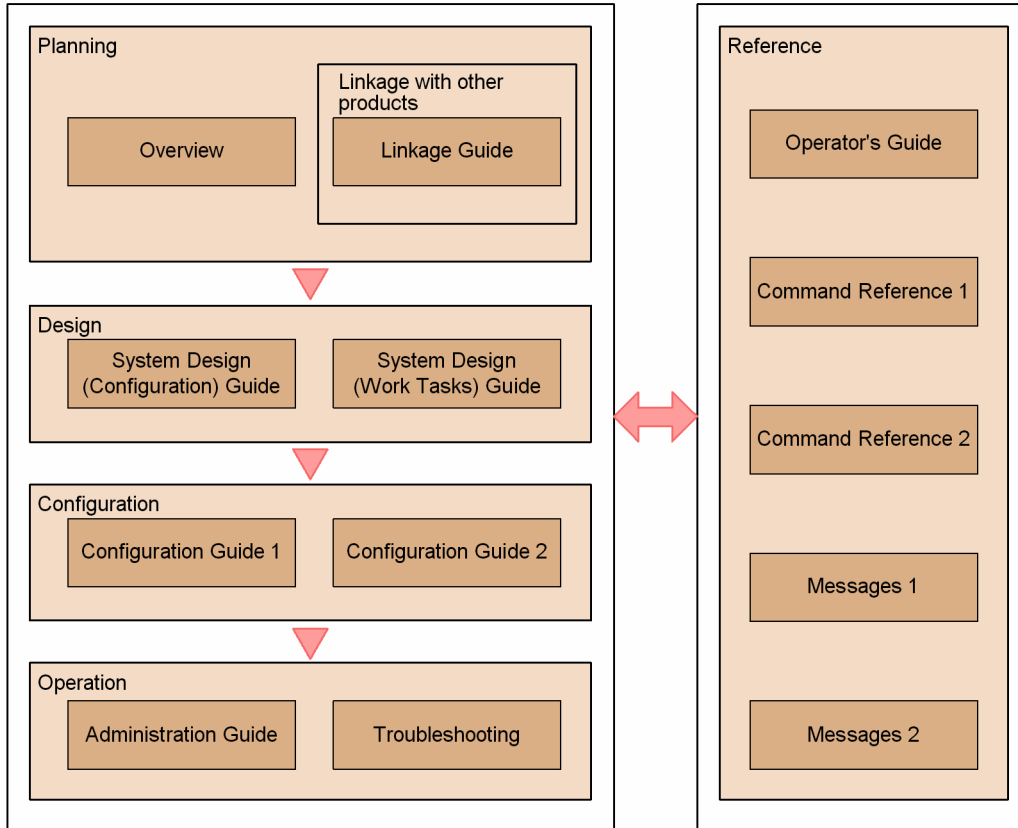 Planning
Linkage with other
products
Overview
Linkage Guide
Design
System Design
(Configuration) Guide
System Design
(Work Tasks) Guide
Configuration
Configuration Guide 1
Configuration Guide 2
Operation
Administration Guide
Troubleshooting
Reference
Operator's Guide
Command Reference 1
Command Reference 2
Messages 1
Messages 2